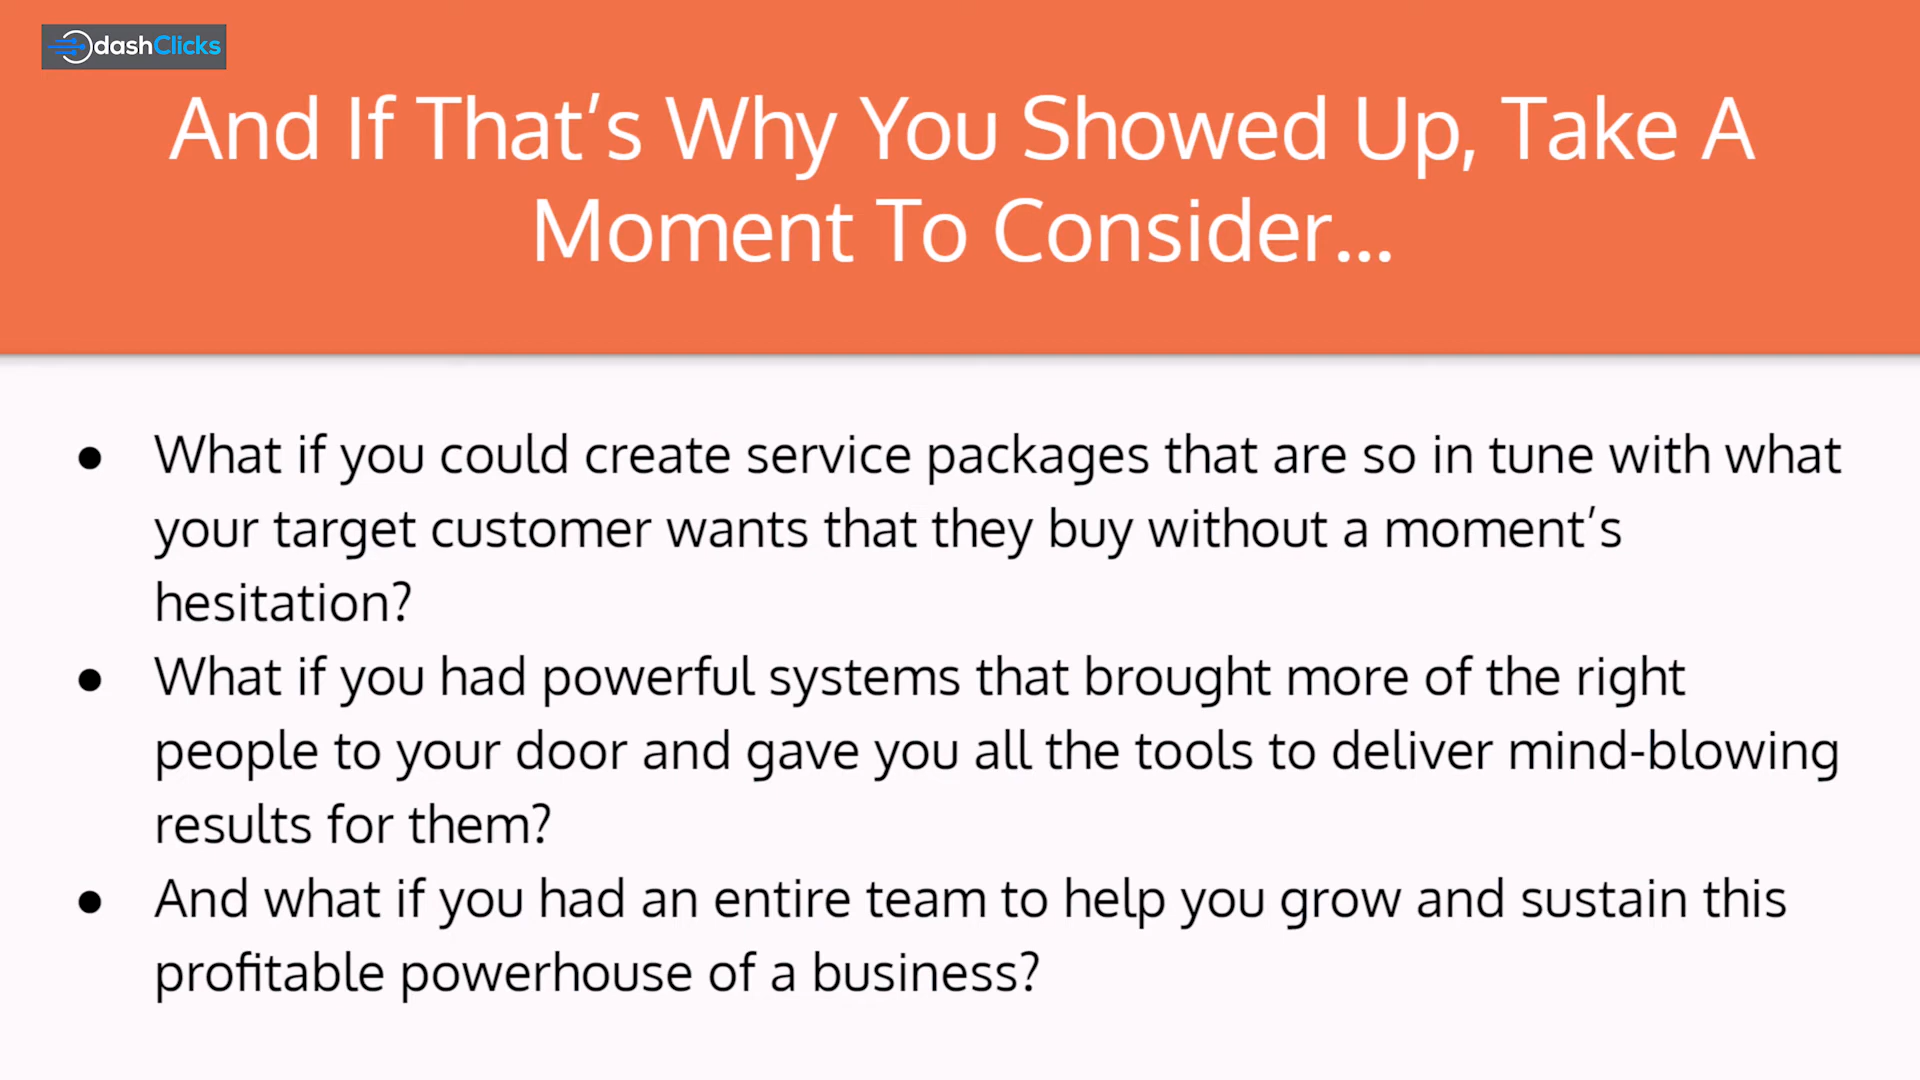 dashClicks
And If That’s Why You Showed Up, Take A
Moment To Consider...
● What if you could create service packages that are so in tune with what
your target customer wants that they buy without a moment’s
hesitation?
● What if you had powerful systems that brought more of the right
people to your door and gave you all the tools to deliver mind-blowing
results for them?
● And what if you had an entire team to help you grow and sustain this
profitable powerhouse of a business?